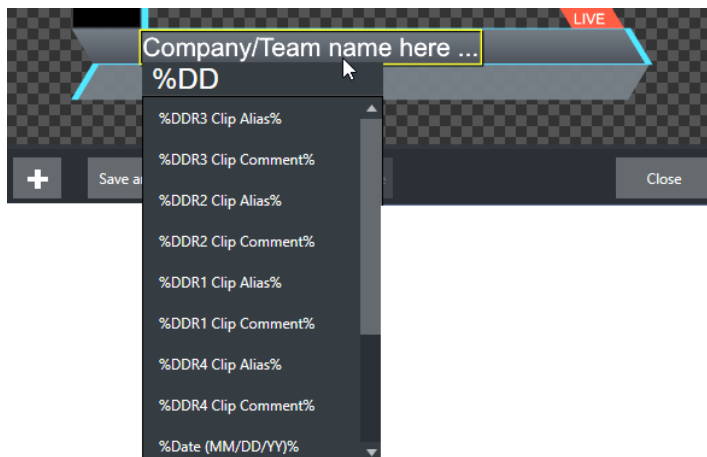 LIVE
Company/Team name here ...
%DD
%DDR3 Clip Alias%
%DDR3 Clip Comment%
Save a
Close
%DDR2 Clip Alias%
%DDR2 Clip Comment%
%DDR1 Clip Alias%
%DDR1 Clip Comment%
%DDR4 Clip Alias%
%DDR4 Clip Comment%
%Date (MM/DD/YY)%